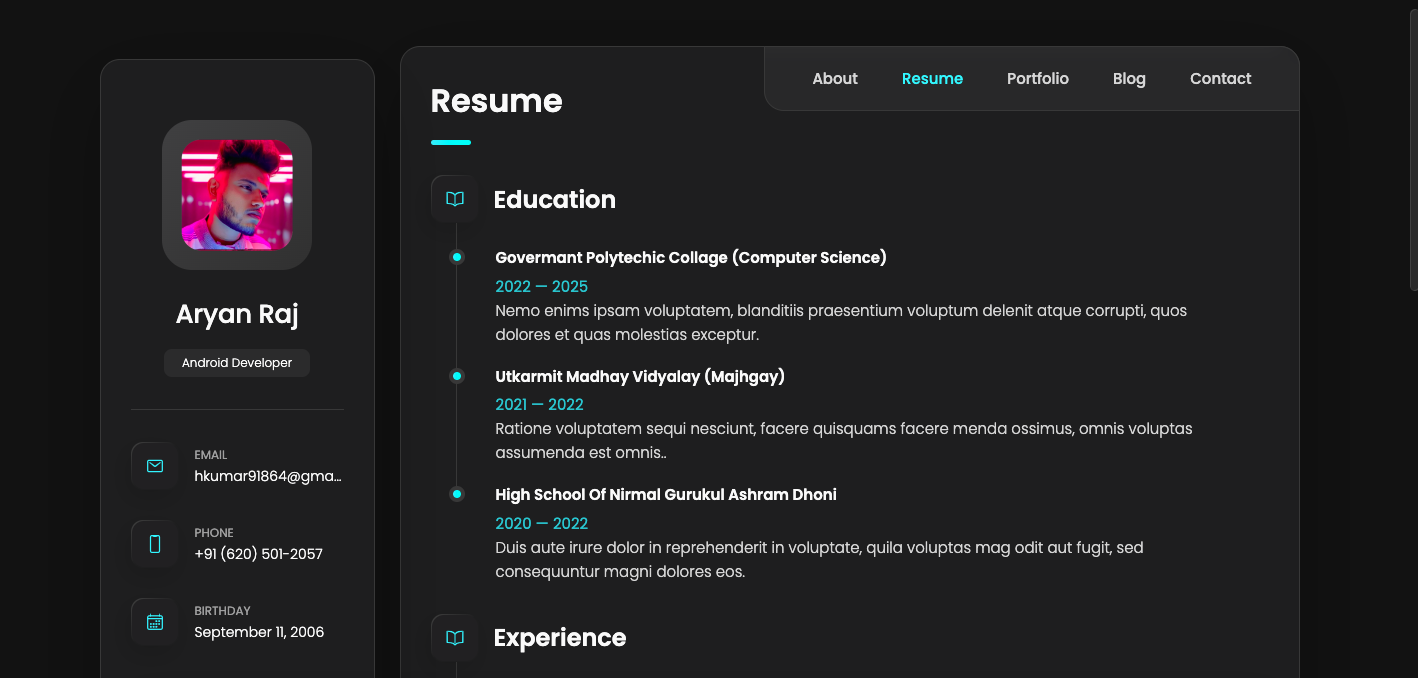 Aryan Raj
Android Developer
EMAIL
hkumar91864@gma...
PHONE
+91 (620) 501-2057
BIRTHDAY
September 11, 2006
About Resume Portfolio Blog Contact
Resume
Education
Govermant Polytechic Collage (Computer Science)
2022 — 2025
Nemo enims ipsam voluptatem, blanditiis praesentium voluptum delenit atque corrupti, quos
dolores et quas molestias exceptur.
Utkarmit Madhay Vidyalay (Majhgay)
2021 — 2022
Ratione voluptatem sequi nesciunt, facere quisquams facere menda ossimus, omnis voluptas
assumenda est omnis..
High School Of Nirmal Gurukul Ashram Dhoni
2020 — 2022
Duis aute irure dolor in reprehenderit in voluptate, quila voluptas mag odit aut fugit, sed
consequuntur magni dolores eos.
Experience